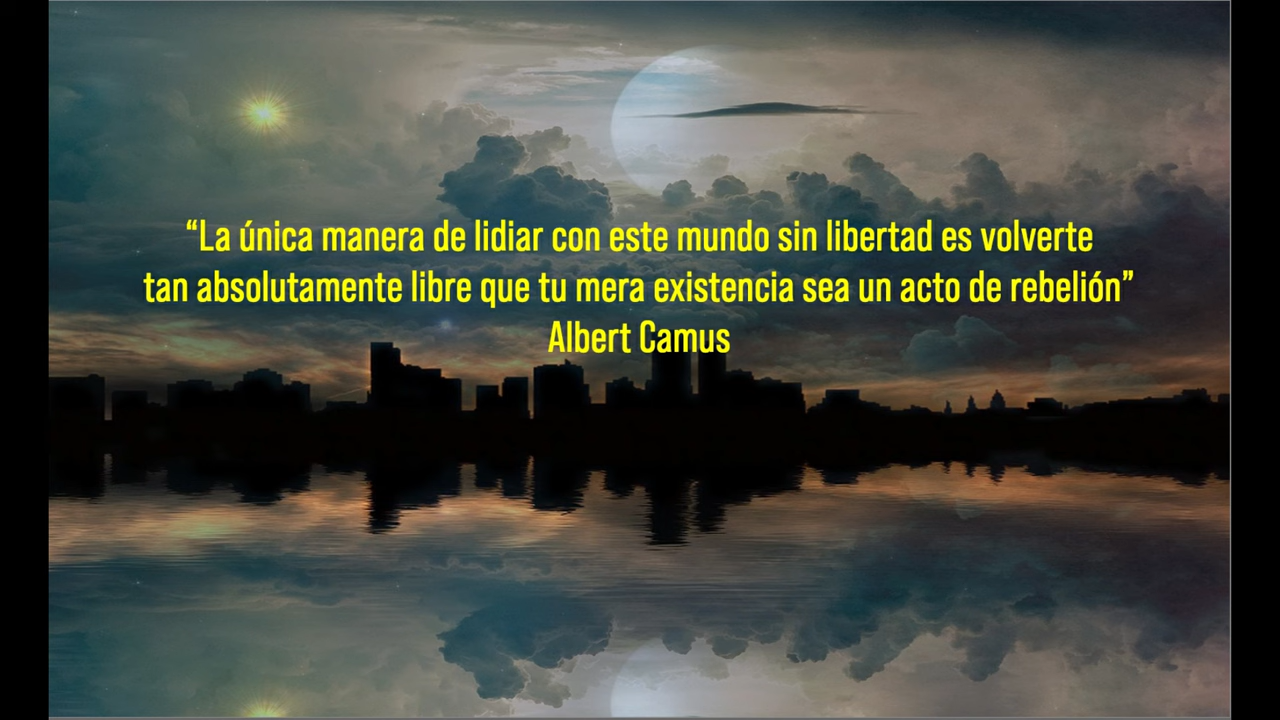 “La única manera de lidiar con este mundo sin libertad es volverte
tan absolutamente libre que tu mera existencia sea un acto de rebelión”
Albert Camus